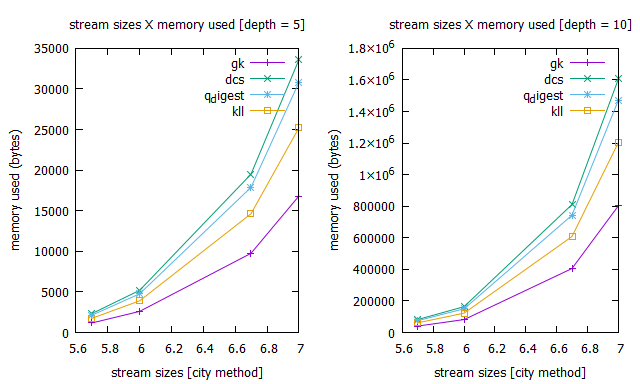 stream sizes X memory used [depth = 5]
35000
30000
25000
20000
15000
10000
5000
0
memory used (bytes)
gk
dcs
q_digest
kll
5.6 5.8 6 6.2 6.4 6.6 6.8 7
stream sizes [city method]
stream sizes X memory used [depth = 10]
1.8×10⁶
1.6×10⁶
1.4×10⁶
1.2×10⁶
1×10⁶
800000
600000
400000
200000
0
memory used (bytes)
gk
dcs
q_digest
kll
5.6 5.8 6 6.2 6.4 6.6 6.8 7
stream sizes [city method]